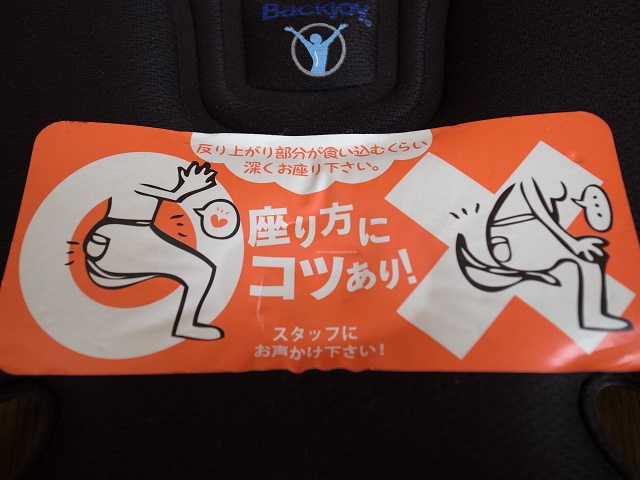 Backjoy
反り上がり部分が食い込むくらい
深くお座り下さい。
座り方に
コツあり!
スタッフに
お声かけ下さい!